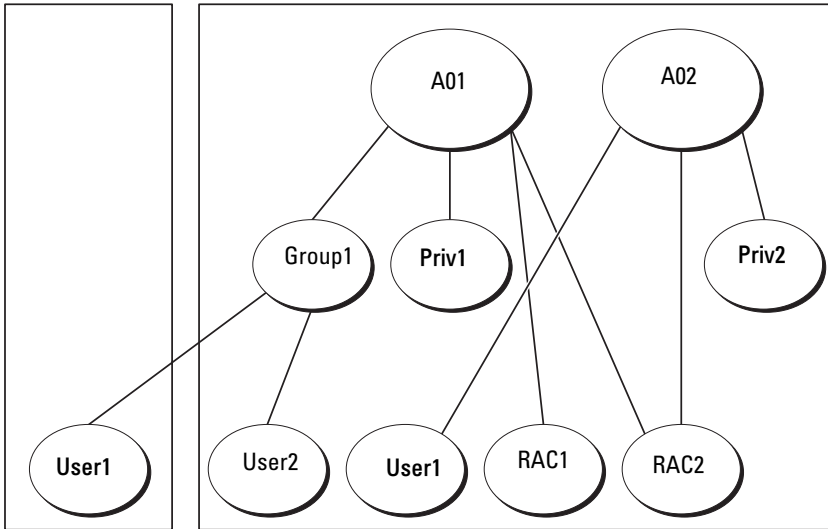 A01
A02
Group1
Priv1
Priv2
User1
User2
User1
RAC1
RAC2